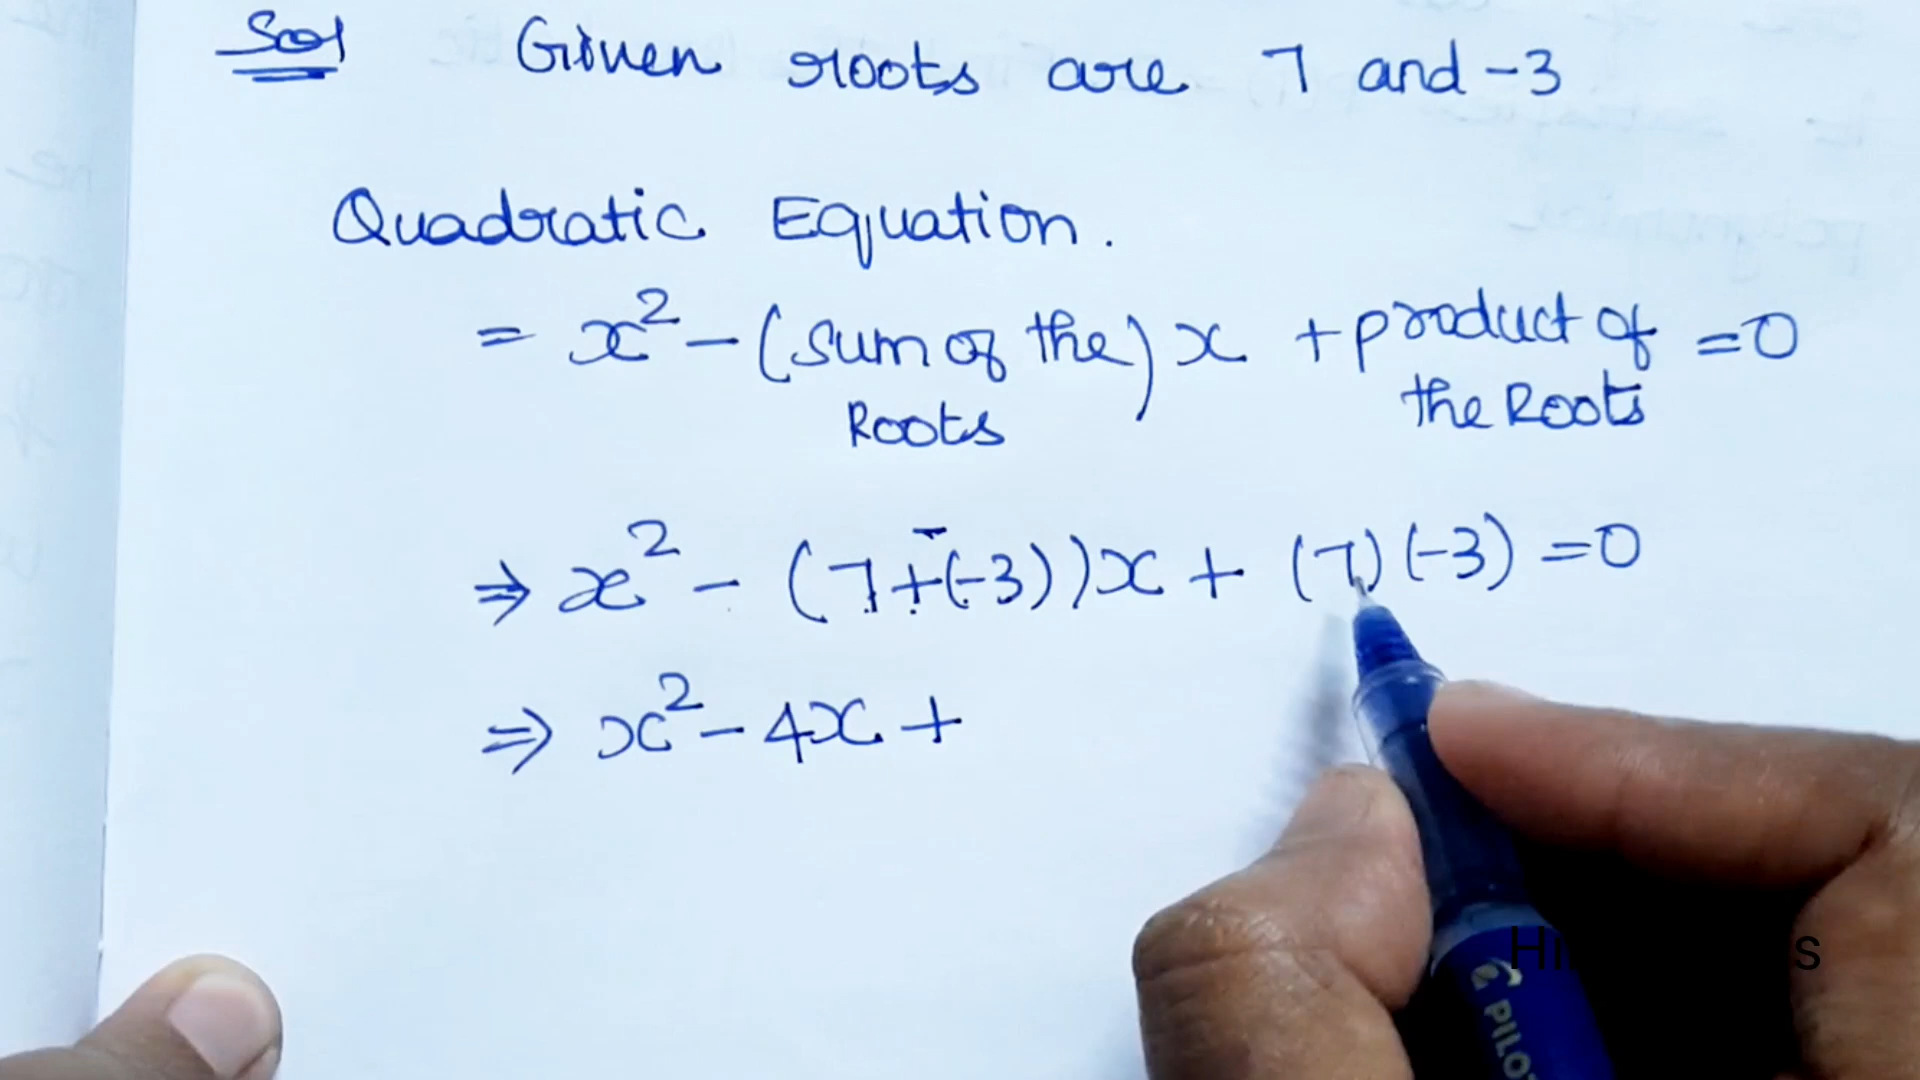 Sol Given roots are 7 and -3
Quadratic Equation.
= x² - (sum of the Roots) x + product of the Roots = 0
⇒ x² - (7+(-3))x + (7)(-3) = 0
⇒ x² - 4x +
PILOT